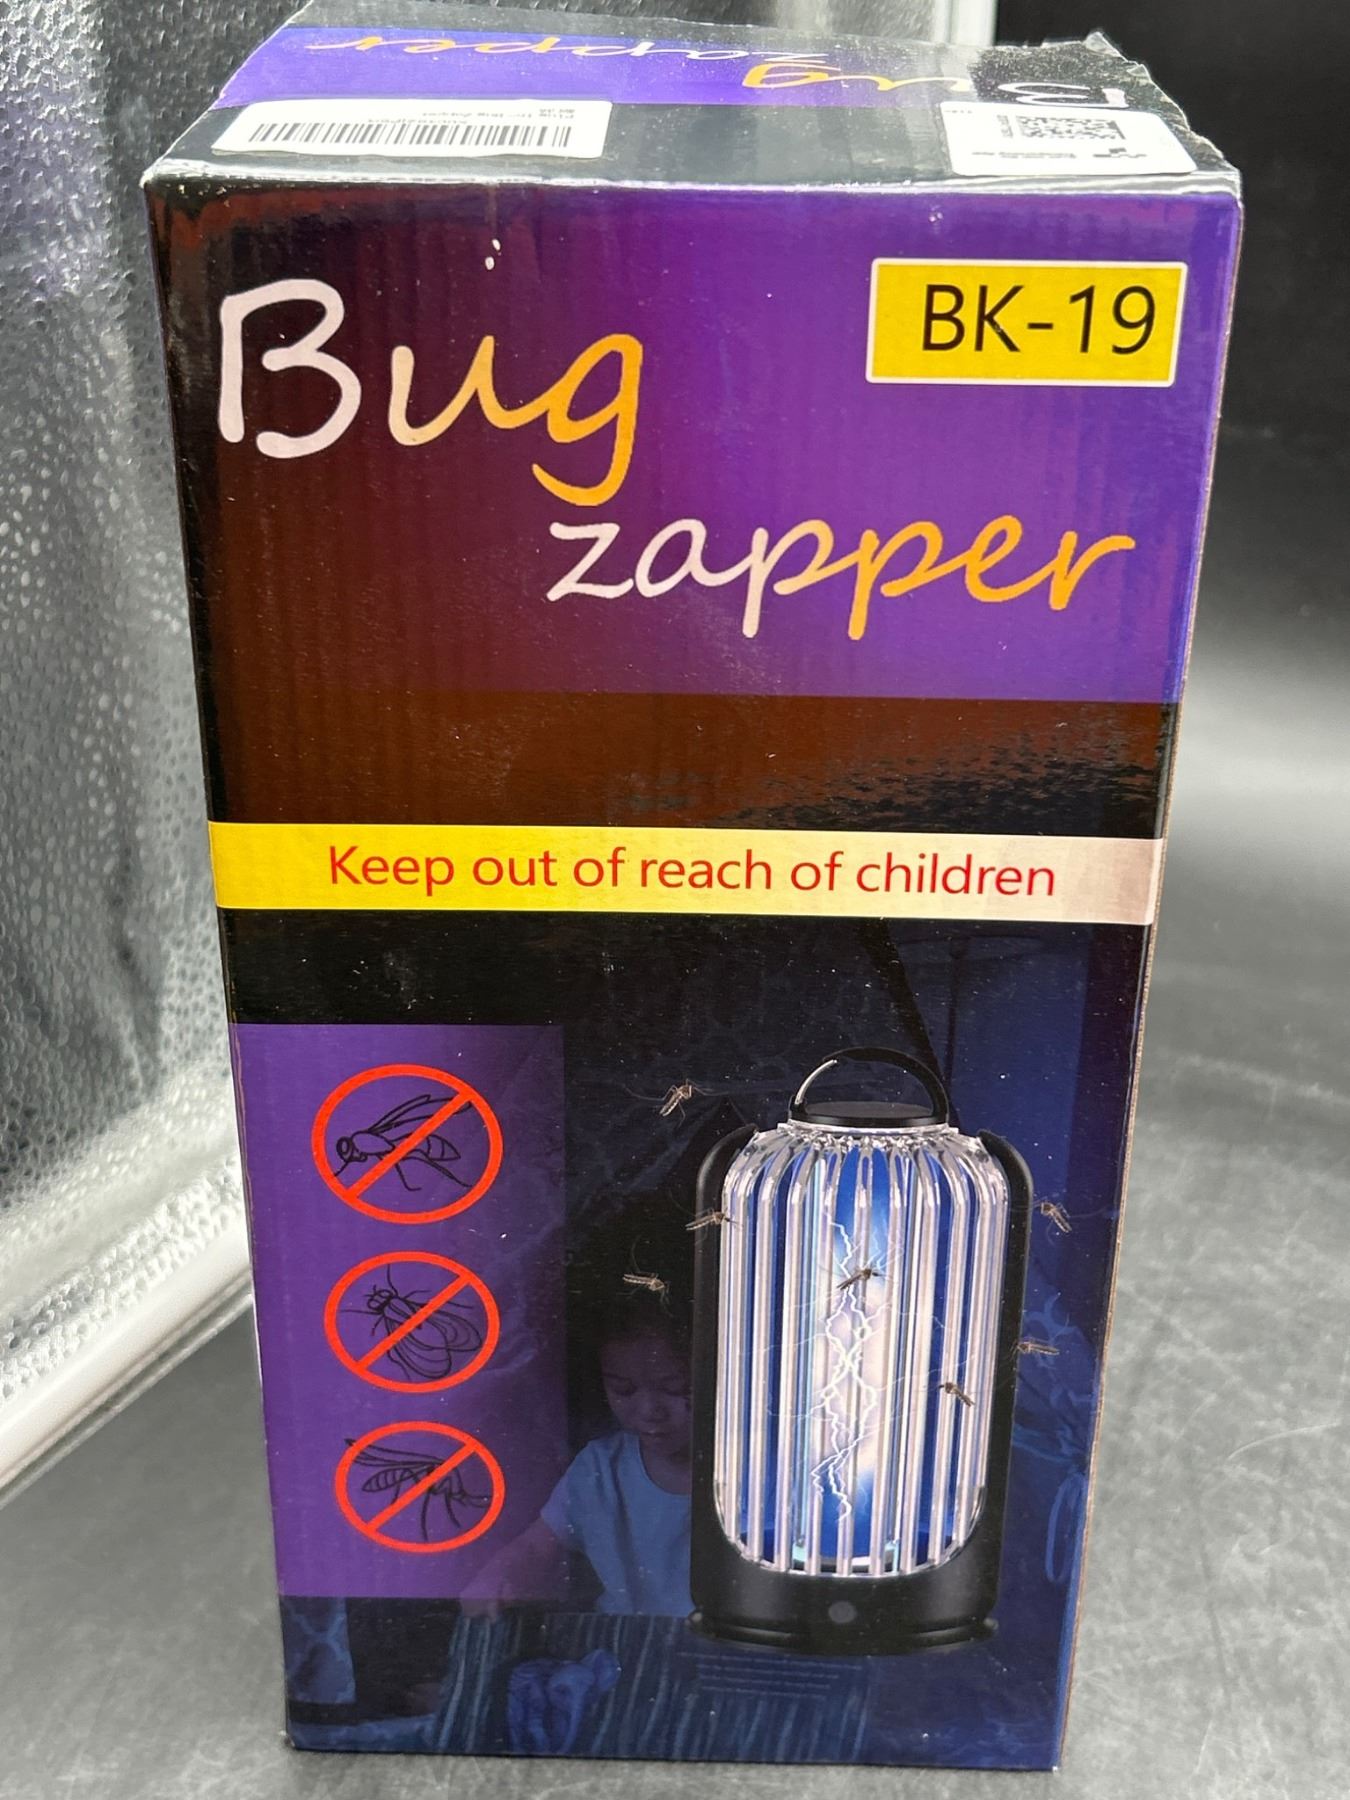 Bug zapper
Bug
BK-19
zapper
Keep out of reach of children